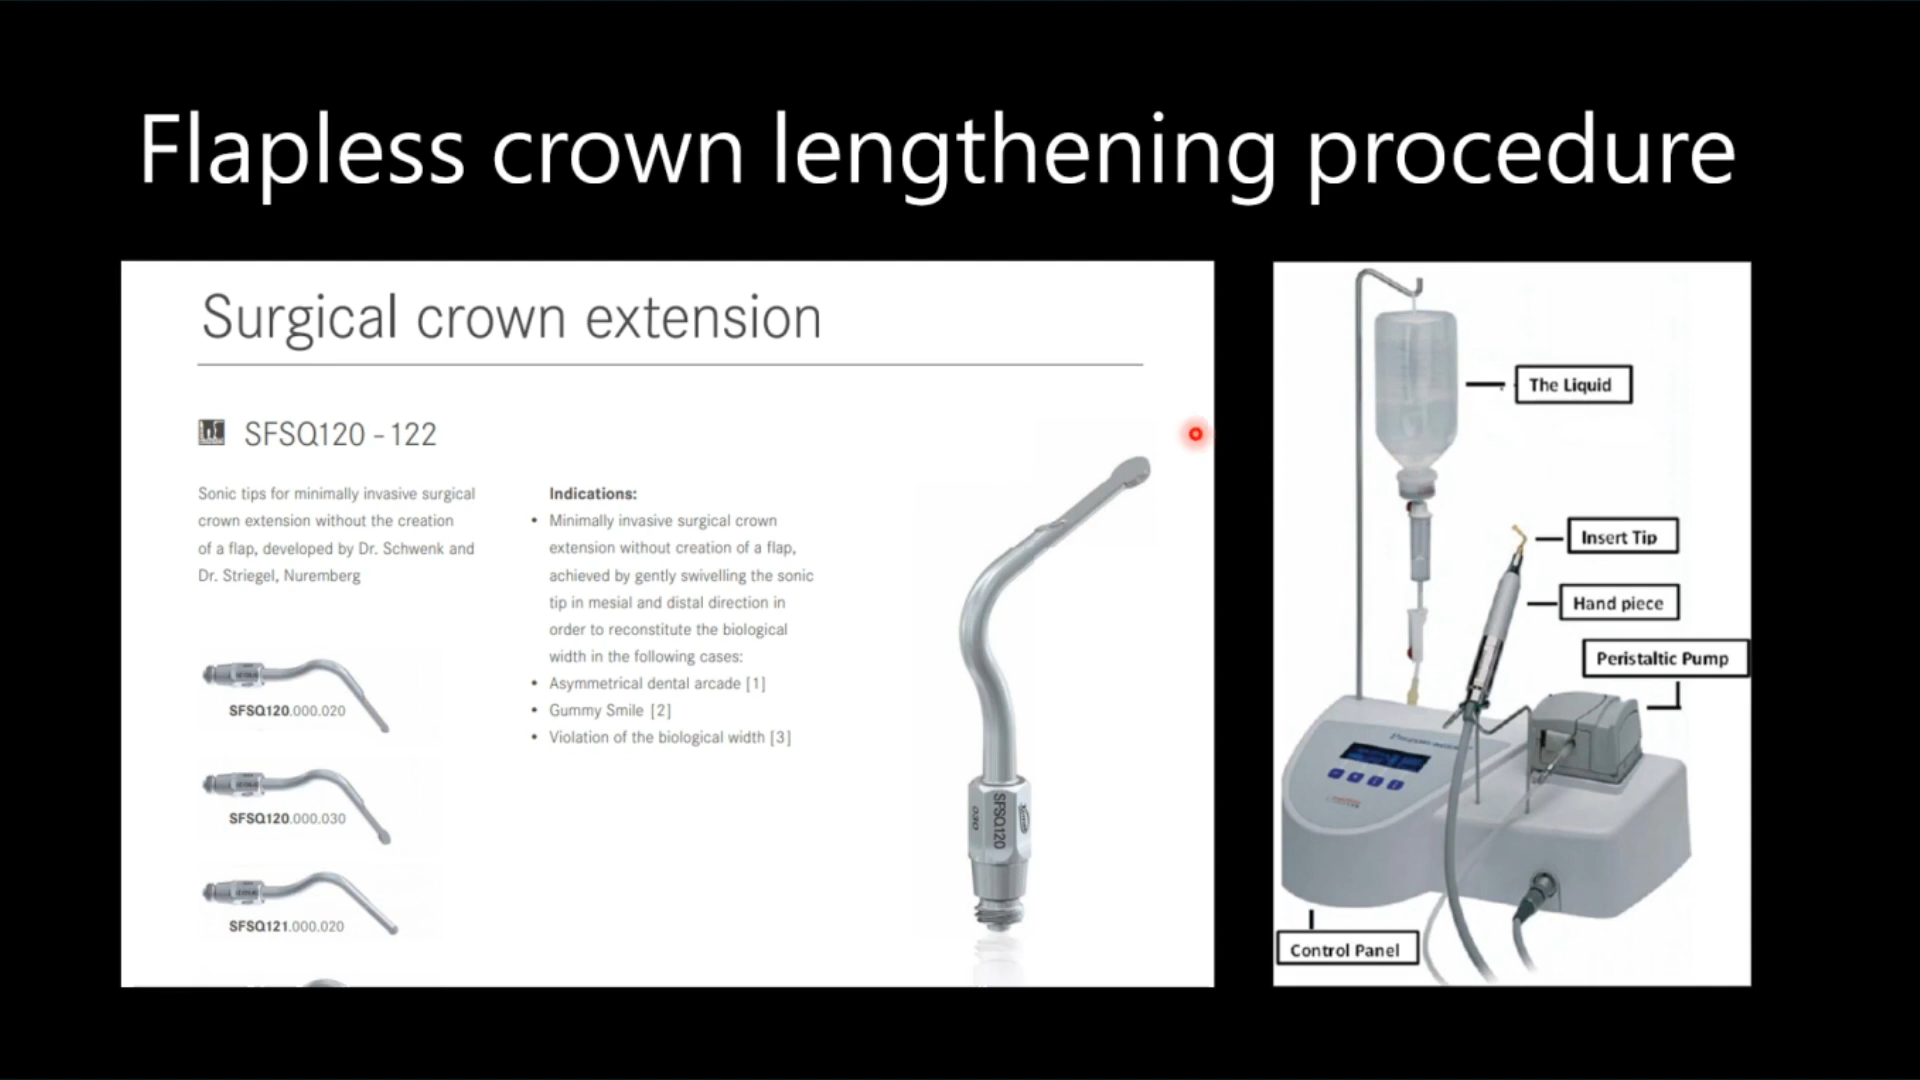 Flapless crown lengthening procedure
Surgical crown extension
SFSQ120 - 122
Sonic tips for minimally invasive surgical
crown extension without the creation
of a flap, developed by Dr. Schwenk and
Dr. Striegel, Nuremberg
SFSQ120.000.020
SFSQ120.000.030
SFSQ121.000.020
Indications:
• Minimally invasive surgical crown
extension without creation of a flap,
achieved by gently swivelling the sonic
tip in mesial and distal direction in
order to reconstitute the biological
width in the following cases:
• Asymmetrical dental arcade [1]
• Gummy Smile [2]
• Violation of the biological width [3]
SFSQ120
030
The Liquid
Insert Tip
Hand piece
Peristaltic Pump
Control Panel